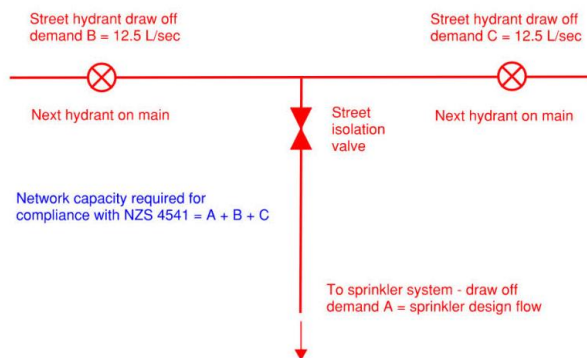 Street hydrant draw off
demand B = 12.5 L/sec
Street hydrant draw off
demand C = 12.5 L/sec
Next hydrant on main
Street
isolation
valve
Next hydrant on main
Network capacity required for
compliance with NZS 4541 = A + B + C
To sprinkler system - draw off
demand A = sprinkler design flow